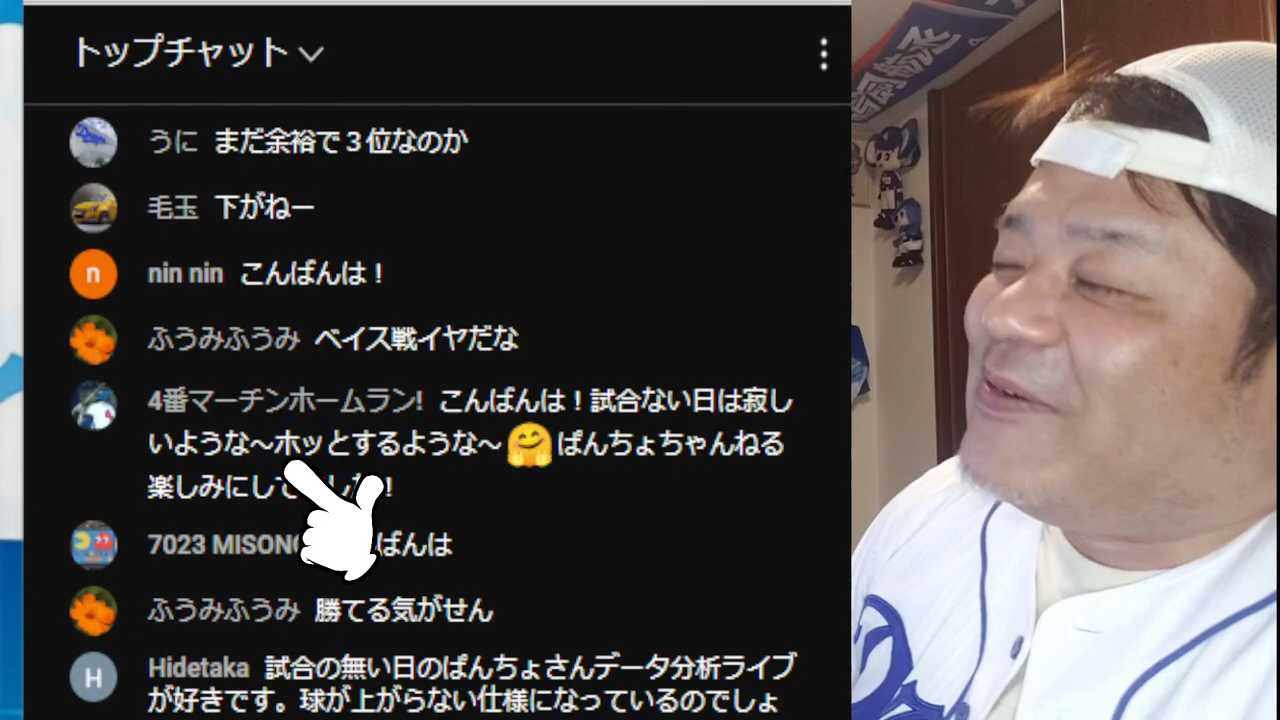 トップチャット
うに まだ余裕で3位なのか
毛玉 下がねー
nin nin こんばんは！
ふうみふうみ ベイス戦イヤだな
4番マーチンホームラン! こんばんは！試合ない日は寂し
いような〜ホッとするような〜🤗ぱんちょちゃんねる
楽しみにして
7023 MISON ばんは
ふうみふうみ 勝てる気がせん
H
Hidetaka 試合の無い日のぱんちょさんデータ分析ライブ
が好きです。球が上がらない仕様になっているのでしょ